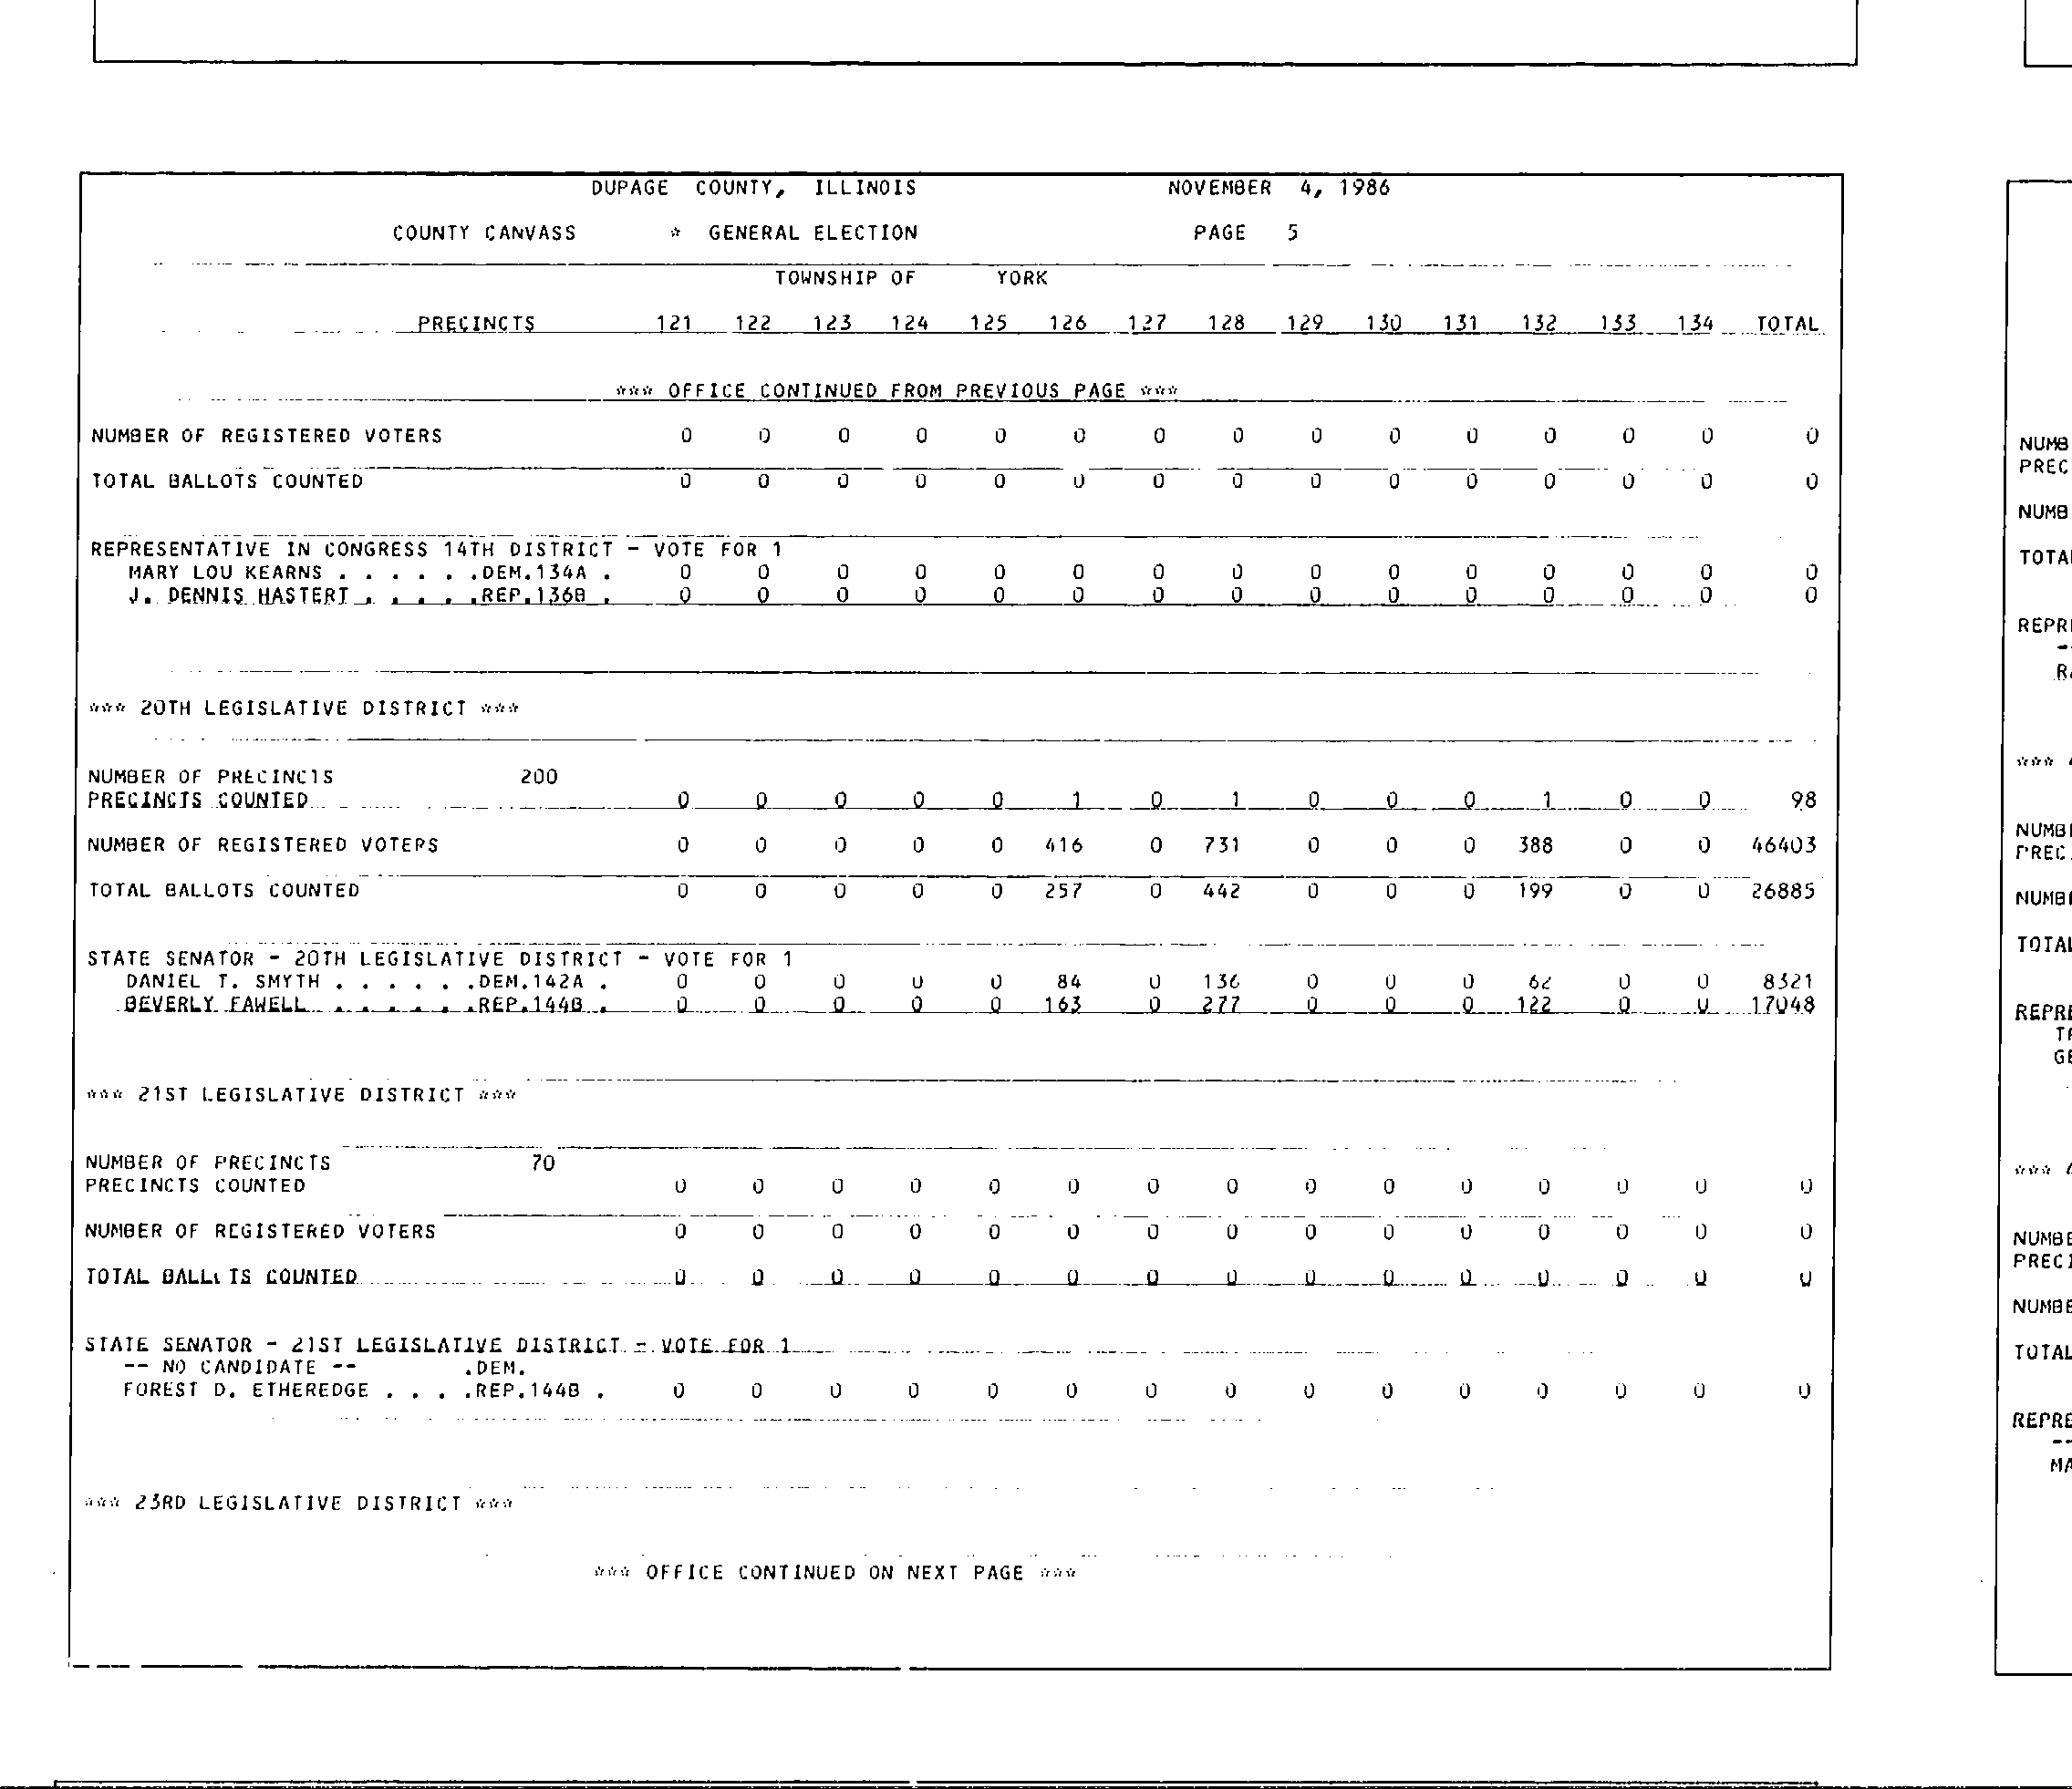 DUPAGE COUNTY, ILLINOIS NOVEMBER 4, 1986
COUNTY CANVASS * GENERAL ELECTION PAGE 5
TOWNSHIP OF YORK
PRECINCTS 121 122 123 124 125 126 127 128 129 130 131 132 133 134 TOTAL
*** OFFICE CONTINUED FROM PREVIOUS PAGE ***
NUMBER OF REGISTERED VOTERS 0 0 0 0 0 0 0 0 0 0 0 0 0 0 0
TOTAL BALLOTS COUNTED 0 0 0 0 0 0 0 0 0 0 0 0 0 0 0
REPRESENTATIVE IN CONGRESS 14TH DISTRICT - VOTE FOR 1
MARY LOU KEARNS . . . . . .DEM.134A . 0 0 0 0 0 0 0 0 0 0 0 0 0 0 0
J. DENNIS HASTERT . . . . .REP.136B . 0 0 0 0 0 0 0 0 0 0 0 0 0 0 0
*** 20TH LEGISLATIVE DISTRICT ***
NUMBER OF PRECINCTS 200
PRECINCTS COUNTED 0 0 0 0 0 1 0 1 0 0 0 1 0 0 98
NUMBER OF REGISTERED VOTERS 0 0 0 0 0 416 0 731 0 0 0 388 0 0 46403
TOTAL BALLOTS COUNTED 0 0 0 0 0 257 0 442 0 0 0 199 0 0 26885
STATE SENATOR - 20TH LEGISLATIVE DISTRICT - VOTE FOR 1
DANIEL T. SMYTH . . . . . .DEM.142A . 0 0 0 0 0 84 0 136 0 0 0 62 0 0 8321
BEVERLY FAWELL . . . . . . .REP.144B . 0 0 0 0 0 163 0 277 0 0 0 122 0 0 17048
*** 21ST LEGISLATIVE DISTRICT ***
NUMBER OF PRECINCTS 70
PRECINCTS COUNTED 0 0 0 0 0 0 0 0 0 0 0 0 0 0 0
NUMBER OF REGISTERED VOTERS 0 0 0 0 0 0 0 0 0 0 0 0 0 0 0
TOTAL BALLOTS COUNTED 0 0 0 0 0 0 0 0 0 0 0 0 0 0 0
STATE SENATOR - 21ST LEGISLATIVE DISTRICT - VOTE FOR 1
-- NO CANDIDATE -- .DEM.
FOREST D. ETHEREDGE . . . .REP.144B . 0 0 0 0 0 0 0 0 0 0 0 0 0 0 0
*** 23RD LEGISLATIVE DISTRICT ***
*** OFFICE CONTINUED ON NEXT PAGE ***
NUMB
PREC
NUMB
TOTAL
REPRE
***
NUMBE
PREC
NUMBE
TOTAL
REPRE
GE
***
NUMBE
PRECI
NUMBE
TOTAL
REPRE
--
MA